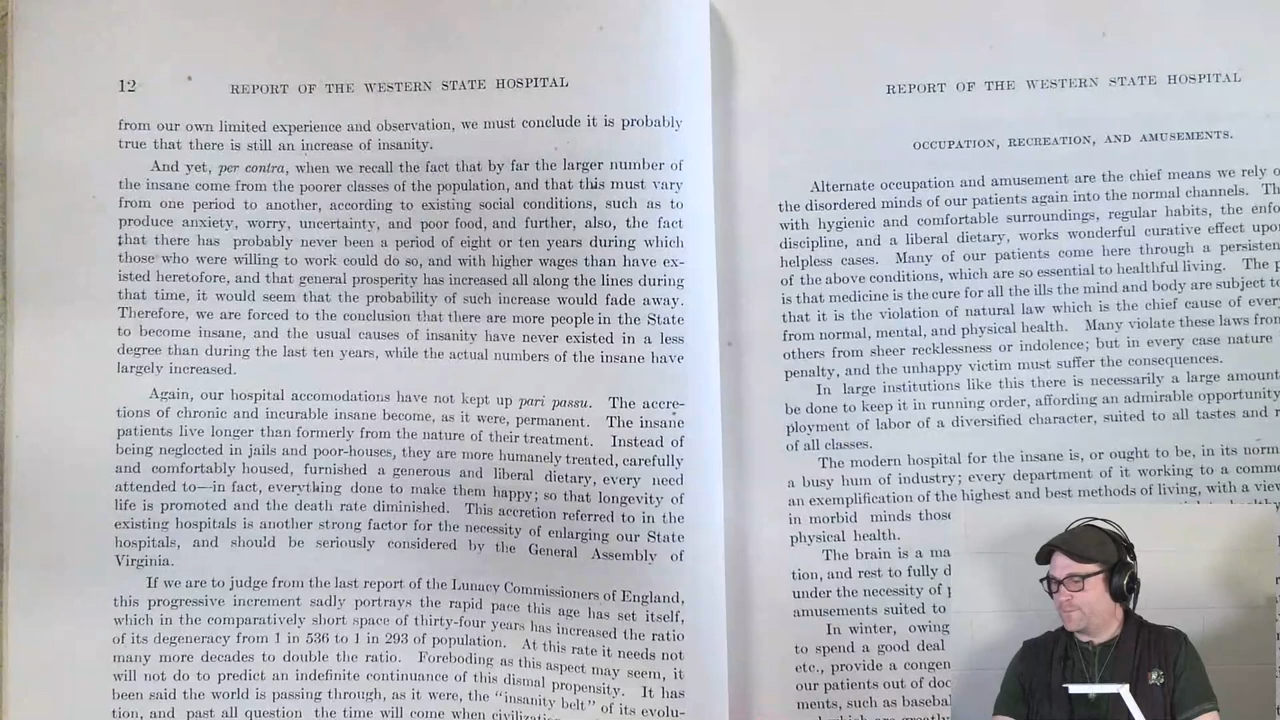 12 REPORT OF THE WESTERN STATE HOSPITAL
from our own limited experience and observation, we must conclude it is probably
true that there is still an increase of insanity.
And yet, per contra, when we recall the fact that by far the larger number of
the insane come from the poorer classes of the population, and that this must vary
from one period to another, according to existing social conditions, such as to
produce anxiety, worry, uncertainty, and poor food, and further, also, the fact
that there has probably never been a period of eight or ten years during which
those who were willing to work could do so, and with higher wages than have ex-
isted heretofore, and that general prosperity has increased all along the lines during
that time, it would seem that the probability of such increase would fade away.
Therefore, we are forced to the conclusion that there are more people in the State
to become insane, and the usual causes of insanity have never existed in a less
degree than during the last ten years, while the actual numbers of the insane have
largely increased.
Again, our hospital accomodations have not kept up pari passu. The accre-
tions of chronic and incurable insane become, as it were, permanent. The insane
patients live longer than formerly from the nature of their treatment. Instead of
being neglected in jails and poor-houses, they are more humanely treated, carefully
and comfortably housed, furnished a generous and liberal dietary, every need
attended to—in fact, everything done to make them happy; so that longevity of
life is promoted and the death rate diminished. This accretion referred to in the
existing hospitals is another strong factor for the necessity of enlarging our State
hospitals, and should be seriously considered by the General Assembly of
Virginia.
If we are to judge from the last report of the Lunacy Commissioners of England,
this progressive increment sadly portrays the rapid pace this age has set itself,
which in the comparatively short space of thirty-four years has increased the ratio
of its degeneracy from 1 in 536 to 1 in 293 of population. At this rate it needs not
many more decades to double the ratio. Foreboding as this aspect may seem, it
will not do to predict an indefinite continuance of this dismal propensity. It has
been said the world is passing through, as it were, the "insanity belt" of its evolu-
tion, and past all question the time will come when
REPORT OF THE WESTERN STATE HOSPITAL
OCCUPATION, RECREATION, AND AMUSEMENTS.
Alternate occupation and amusement are the chief means we rely
the disordered minds of our patients again into the normal channels.
with hygienic and comfortable surroundings, regular habits, the
discipline, and a liberal dietary, works wonderful curative effect
helpless cases. Many of our patients come here through a
of the above conditions, which are so essential to healthful living. The
is that medicine is the cure for all the ills the mind and body are subject
that it is the violation of natural law which is the chief cause of
from normal, mental, and physical health. Many violate these laws
others from sheer recklessness or indolence; but in every case nature
penalty, and the unhappy victim must suffer the consequences.
In large institutions like this there is necessarily a large
be done to keep it in running order, affording an admirable opportunity
ployment of labor of a diversified character, suited to all tastes and
of all classes.
The modern hospital for the insane is, or ought to be, in its
a busy hum of industry; every department of it working to a
an exemplification of the highest and best methods of living, with a
in morbid minds
physical health.
The brain is a
tion, and rest to fully
under the necessity of
amusements suited to
In winter, owing
to spend a good deal
etc., provide a
our patients out of
ments, such as